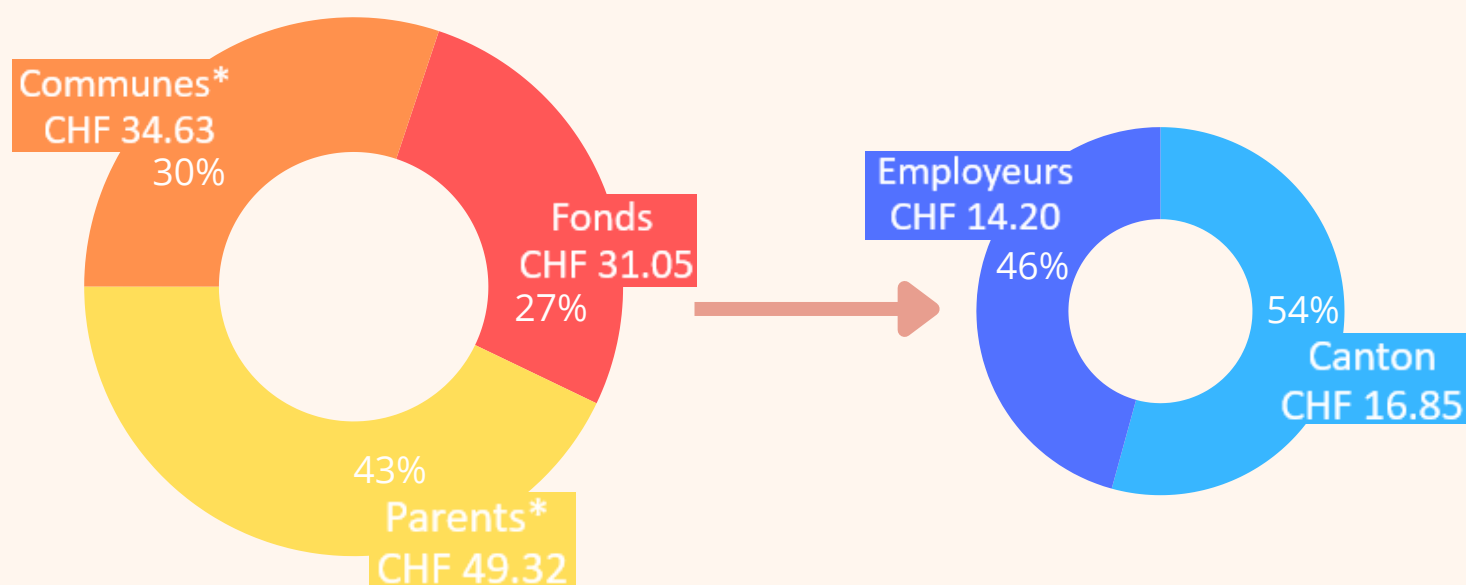 Communes*
CHF 34.63
30%
Fonds
CHF 31.05
27%
43%
Parents*
CHF 49.32
Employeurs
CHF 14.20
46%
54%
Canton
CHF 16.85